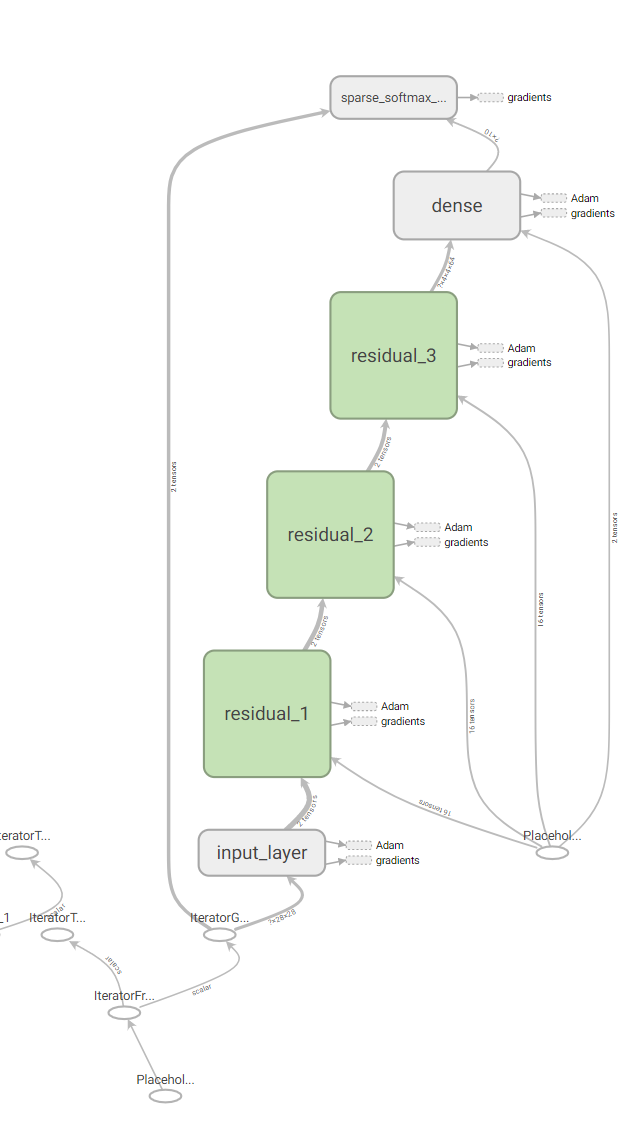 sparse_softmax_...
gradients
?×10
dense
Adam
gradients
?×4×4×64
residual_3
Adam
gradients
2 tensors
2 tensors
residual_2
Adam
gradients
2 tensors
16 tensors
2 tensors
residual_1
Adam
gradients
16 tensors
16 tensors
2 tensors
input_layer
Adam
gradients
Placehol...
teratorT...
scalar
_1
IteratorT...
IteratorG...
?×28×28
scalar
scalar
IteratorFr...
Placehol...